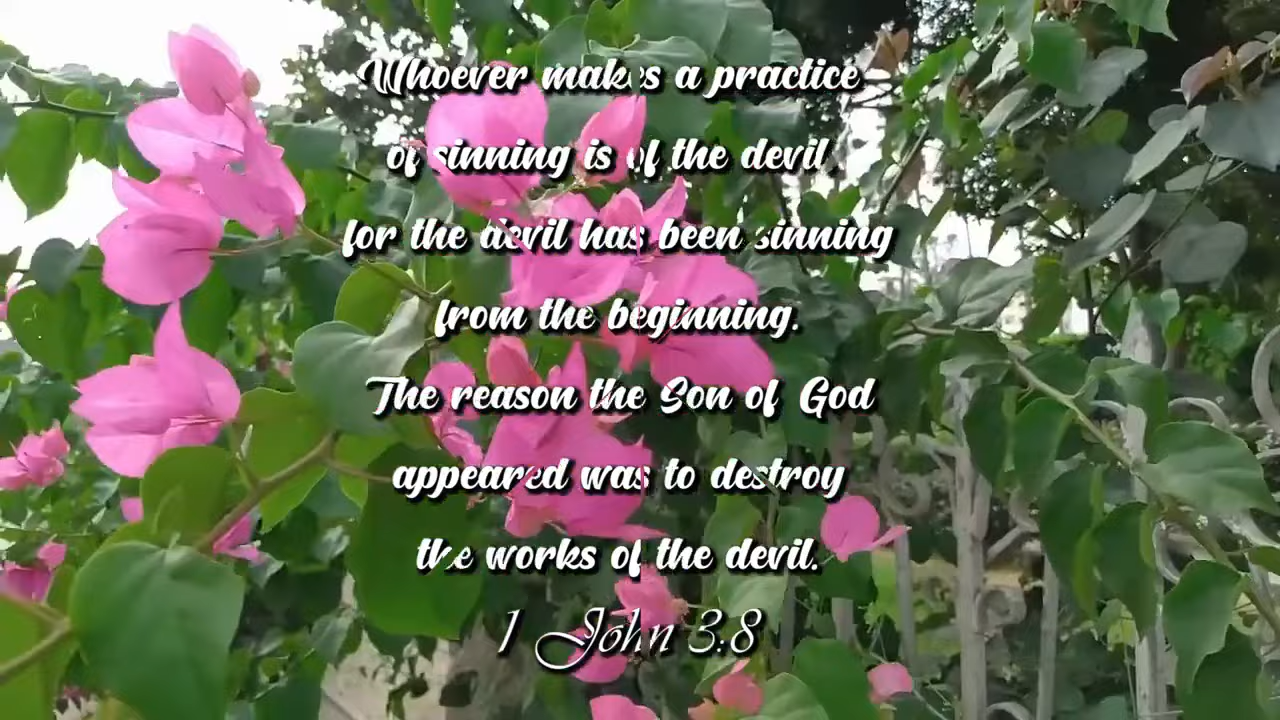 Whoever makes a practice
of sinning is of the devil,
for the devil has been sinning
from the beginning.
The reason the Son of God
appeared was to destroy
the works of the devil.
1 John 3:8